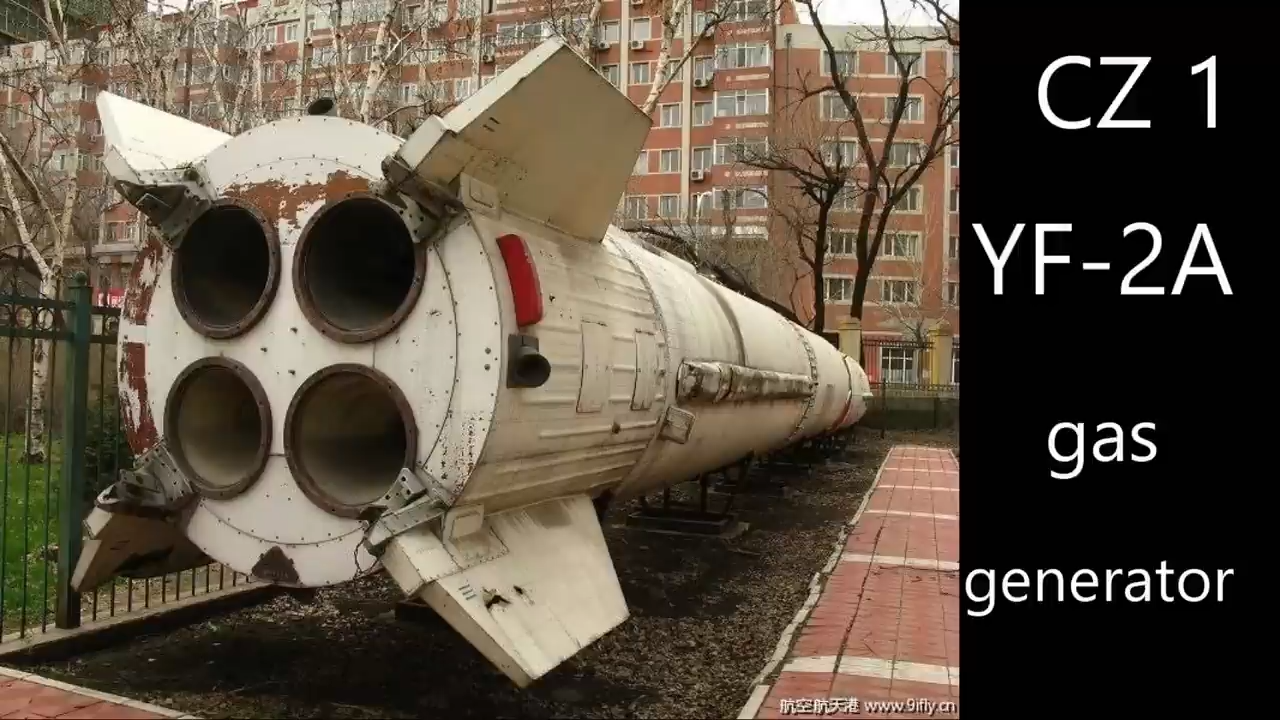 CZ 1
YF-2A
gas
generator
航空航天港 www.9ifly.cn